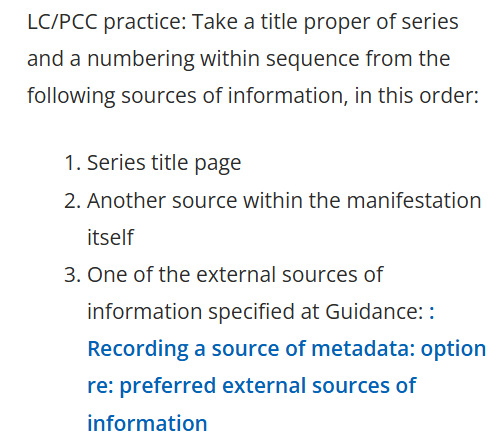 LC/PCC practice: Take a title proper of series
and a numbering within sequence from the
following sources of information, in this order:
1. Series title page
2. Another source within the manifestation
itself
3. One of the external sources of
information specified at Guidance: :
Recording a source of metadata: option
re: preferred external sources of
information